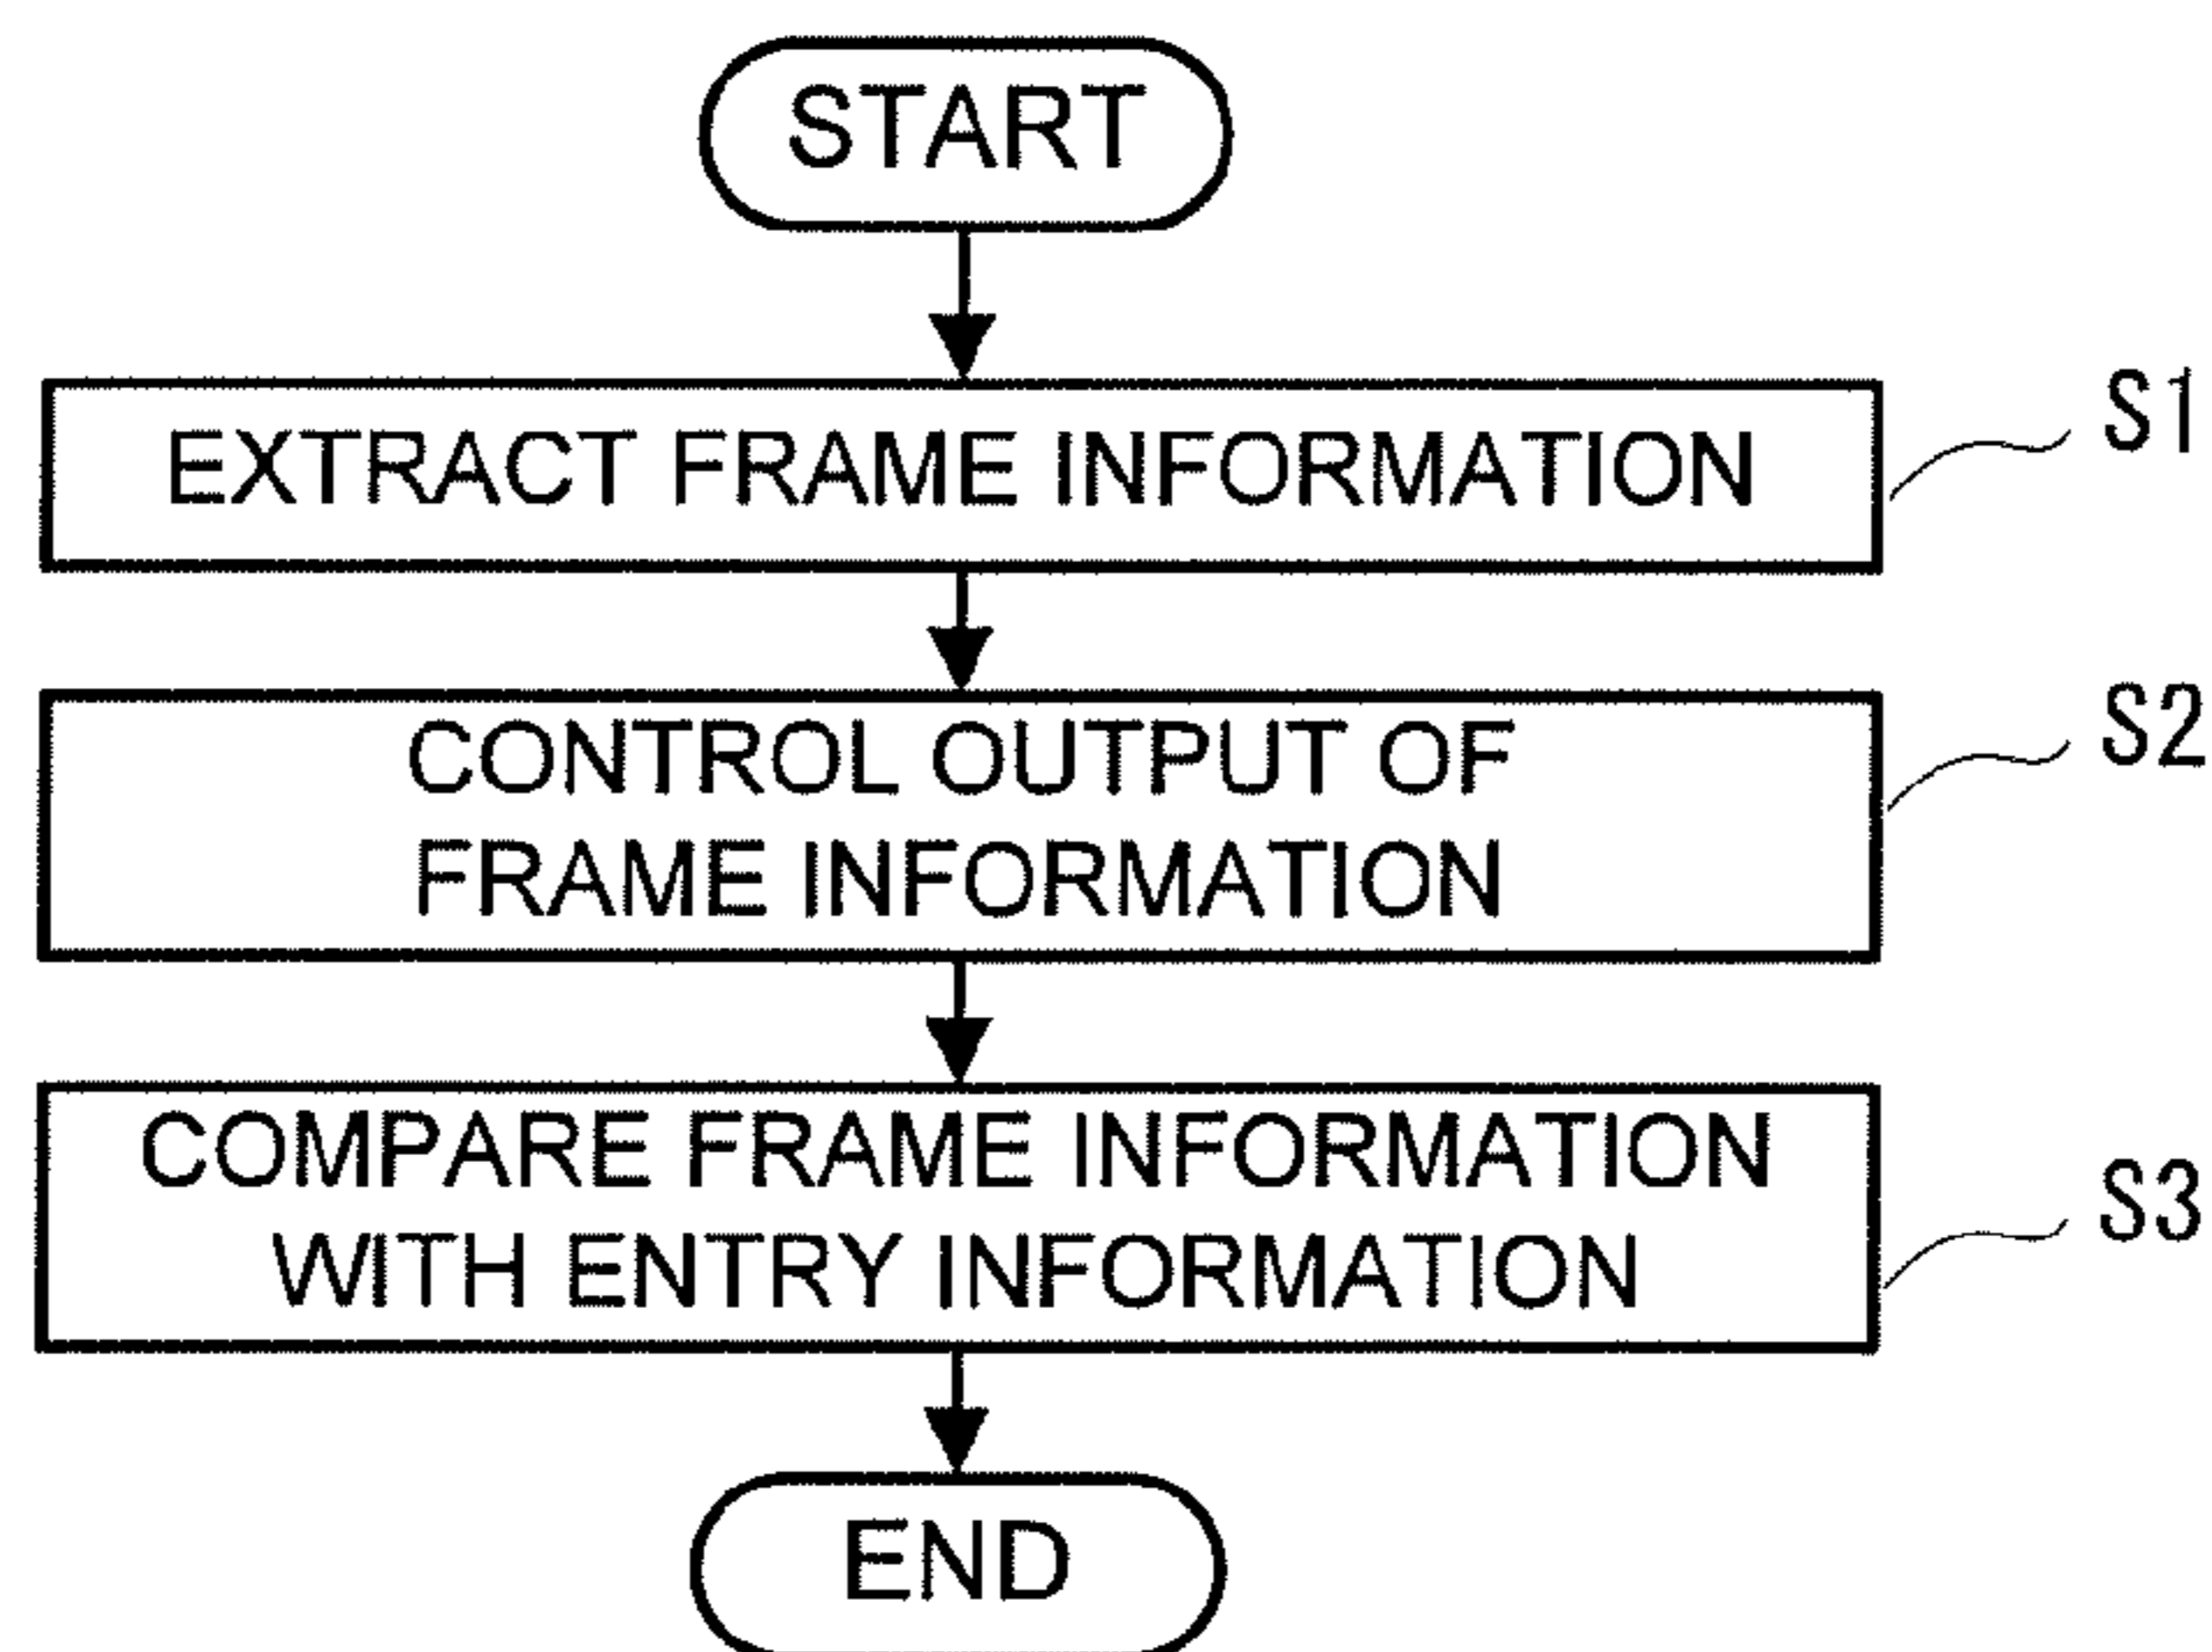 START
EXTRACT FRAME INFORMATION
S1
CONTROL OUTPUT OF
FRAME INFORMATION
S2
COMPARE FRAME INFORMATION
WITH ENTRY INFORMATION
S3
END